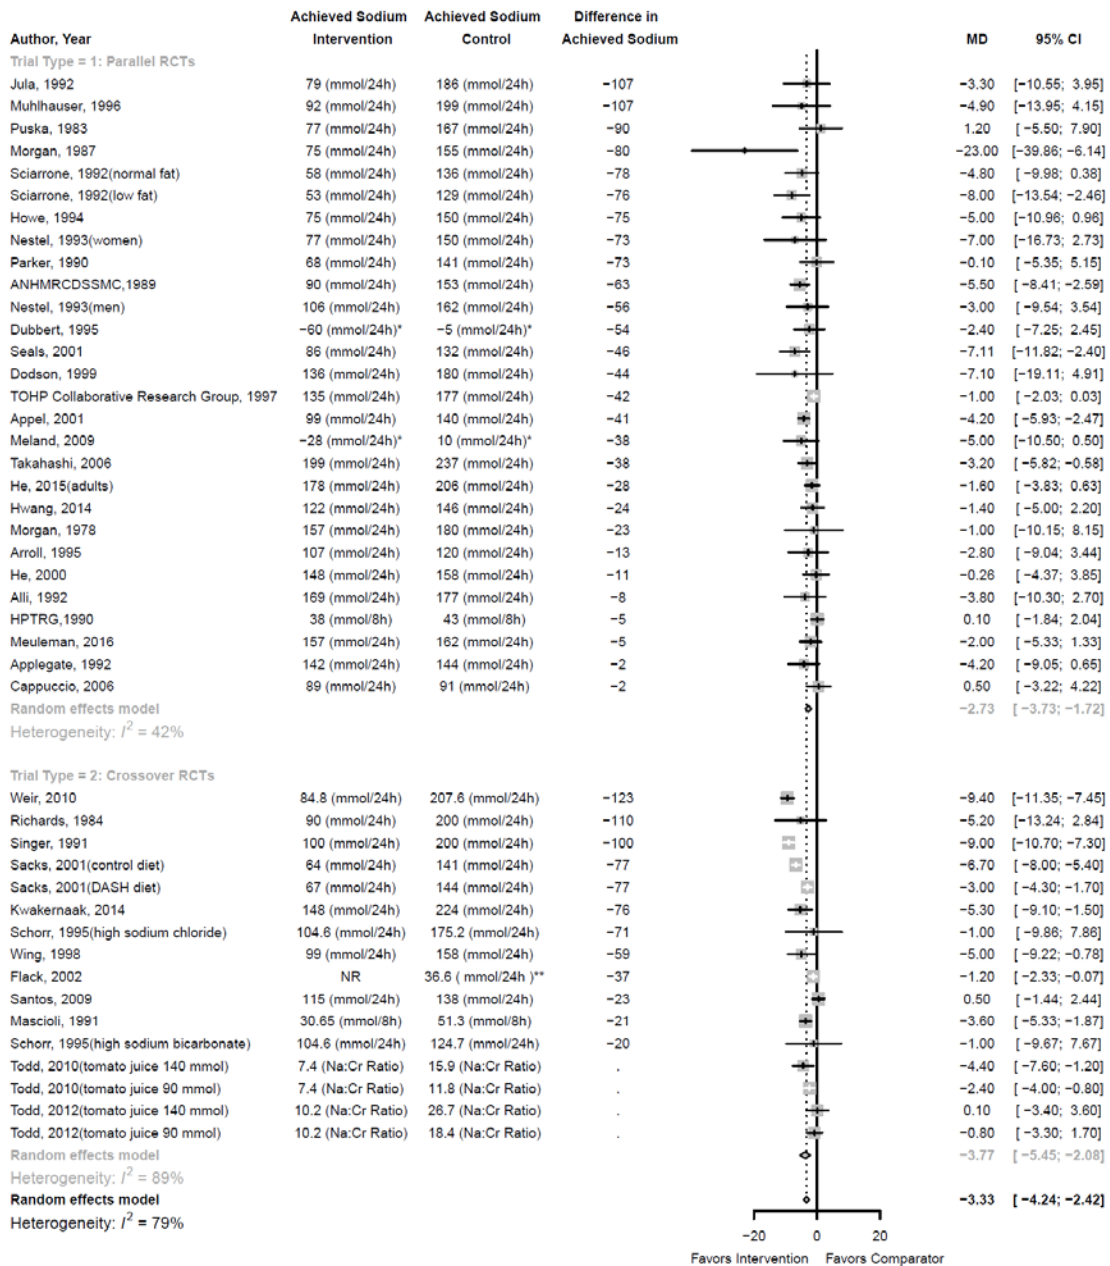 Achieved Sodium Achieved Sodium Difference in
Author, Year Intervention Control Achieved Sodium MD 95% CI
Trial Type = 1: Parallel RCTs
Jula, 1992 79 (mmol/24h) 186 (mmol/24h) −107 −3.30 [−10.55; 3.95]
Muhlhauser, 1996 92 (mmol/24h) 199 (mmol/24h) −107 −4.90 [−13.95; 4.15]
Puska, 1983 77 (mmol/24h) 167 (mmol/24h) −90 1.20 [ −5.50; 7.90]
Morgan, 1987 75 (mmol/24h) 155 (mmol/24h) −80 −23.00 [−39.86; −6.14]
Sciarrone, 1992(normal fat) 58 (mmol/24h) 136 (mmol/24h) −78 −4.80 [ −9.98; 0.38]
Sciarrone, 1992(low fat) 53 (mmol/24h) 129 (mmol/24h) −76 −8.00 [−13.54; −2.46]
Howe, 1994 75 (mmol/24h) 150 (mmol/24h) −75 −5.00 [−10.96; 0.96]
Nestel, 1993(women) 77 (mmol/24h) 150 (mmol/24h) −73 −7.00 [−16.73; 2.73]
Parker, 1990 68 (mmol/24h) 141 (mmol/24h) −73 −0.10 [ −5.35; 5.15]
ANHMRCDSSMC,1989 90 (mmol/24h) 153 (mmol/24h) −63 −5.50 [ −8.41; −2.59]
Nestel, 1993(men) 106 (mmol/24h) 162 (mmol/24h) −56 −3.00 [ −9.54; 3.54]
Dubbert, 1995 −60 (mmol/24h)* −5 (mmol/24h)* −54 −2.40 [ −7.25; 2.45]
Seals, 2001 86 (mmol/24h) 132 (mmol/24h) −46 −7.11 [−11.82; −2.40]
Dodson, 1999 136 (mmol/24h) 180 (mmol/24h) −44 −7.10 [−19.11; 4.91]
TOHP Collaborative Research Group, 1997 135 (mmol/24h) 177 (mmol/24h) −42 −1.00 [ −2.03; 0.03]
Appel, 2001 99 (mmol/24h) 140 (mmol/24h) −41 −4.20 [ −5.93; −2.47]
Meland, 2009 −28 (mmol/24h)* 10 (mmol/24h)* −38 −5.00 [−10.50; 0.50]
Takahashi, 2006 199 (mmol/24h) 237 (mmol/24h) −38 −3.20 [ −5.82; −0.58]
He, 2015(adults) 178 (mmol/24h) 206 (mmol/24h) −28 −1.60 [ −3.83; 0.63]
Hwang, 2014 122 (mmol/24h) 146 (mmol/24h) −24 −1.40 [ −5.00; 2.20]
Morgan, 1978 157 (mmol/24h) 180 (mmol/24h) −23 −1.00 [−10.15; 8.15]
Arroll, 1995 107 (mmol/24h) 120 (mmol/24h) −13 −2.80 [ −9.04; 3.44]
He, 2000 148 (mmol/24h) 158 (mmol/24h) −11 −0.26 [ −4.37; 3.85]
Alli, 1992 169 (mmol/24h) 177 (mmol/24h) −8 −3.80 [−10.30; 2.70]
HPTRG,1990 38 (mmol/8h) 43 (mmol/8h) −5 0.10 [ −1.84; 2.04]
Meuleman, 2016 157 (mmol/24h) 162 (mmol/24h) −5 −2.00 [ −5.33; 1.33]
Applegate, 1992 142 (mmol/24h) 144 (mmol/24h) −2 −4.20 [ −9.05; 0.65]
Cappuccio, 2006 89 (mmol/24h) 91 (mmol/24h) −2 0.50 [ −3.22; 4.22]
Random effects model −2.73 [ −3.73; −1.72]
Heterogeneity: I² = 42%
Trial Type = 2: Crossover RCTs
Weir, 2010 84.8 (mmol/24h) 207.6 (mmol/24h) −123 −9.40 [−11.35; −7.45]
Richards, 1984 90 (mmol/24h) 200 (mmol/24h) −110 −5.20 [−13.24; 2.84]
Singer, 1991 100 (mmol/24h) 200 (mmol/24h) −100 −9.00 [−10.70; −7.30]
Sacks, 2001(control diet) 64 (mmol/24h) 141 (mmol/24h) −77 −6.70 [ −8.00; −5.40]
Sacks, 2001(DASH diet) 67 (mmol/24h) 144 (mmol/24h) −77 −3.00 [ −4.30; −1.70]
Kwakernaak, 2014 148 (mmol/24h) 224 (mmol/24h) −76 −5.30 [ −9.10; −1.50]
Schorr, 1995(high sodium chloride) 104.6 (mmol/24h) 175.2 (mmol/24h) −71 −1.00 [ −9.86; 7.86]
Wing, 1998 99 (mmol/24h) 158 (mmol/24h) −59 −5.00 [ −9.22; −0.78]
Flack, 2002 NR 36.6 ( mmol/24h )** −37 −1.20 [ −2.33; −0.07]
Santos, 2009 115 (mmol/24h) 138 (mmol/24h) −23 0.50 [ −1.44; 2.44]
Mascioli, 1991 30.65 (mmol/8h) 51.3 (mmol/8h) −21 −3.60 [ −5.33; −1.87]
Schorr, 1995(high sodium bicarbonate) 104.6 (mmol/24h) 124.7 (mmol/24h) −20 −1.00 [ −9.67; 7.67]
Todd, 2010(tomato juice 140 mmol) 7.4 (Na:Cr Ratio) 15.9 (Na:Cr Ratio) . −4.40 [ −7.60; −1.20]
Todd, 2010(tomato juice 90 mmol) 7.4 (Na:Cr Ratio) 11.8 (Na:Cr Ratio) . −2.40 [ −4.00; −0.80]
Todd, 2012(tomato juice 140 mmol) 10.2 (Na:Cr Ratio) 26.7 (Na:Cr Ratio) . 0.10 [ −3.40; 3.60]
Todd, 2012(tomato juice 90 mmol) 10.2 (Na:Cr Ratio) 18.4 (Na:Cr Ratio) . −0.80 [ −3.30; 1.70]
Random effects model −3.77 [ −5.45; −2.08]
Heterogeneity: I² = 89%
Random effects model −3.33 [ −4.24; −2.42]
Heterogeneity: I² = 79%
−20 0 20
Favors Intervention Favors Comparator